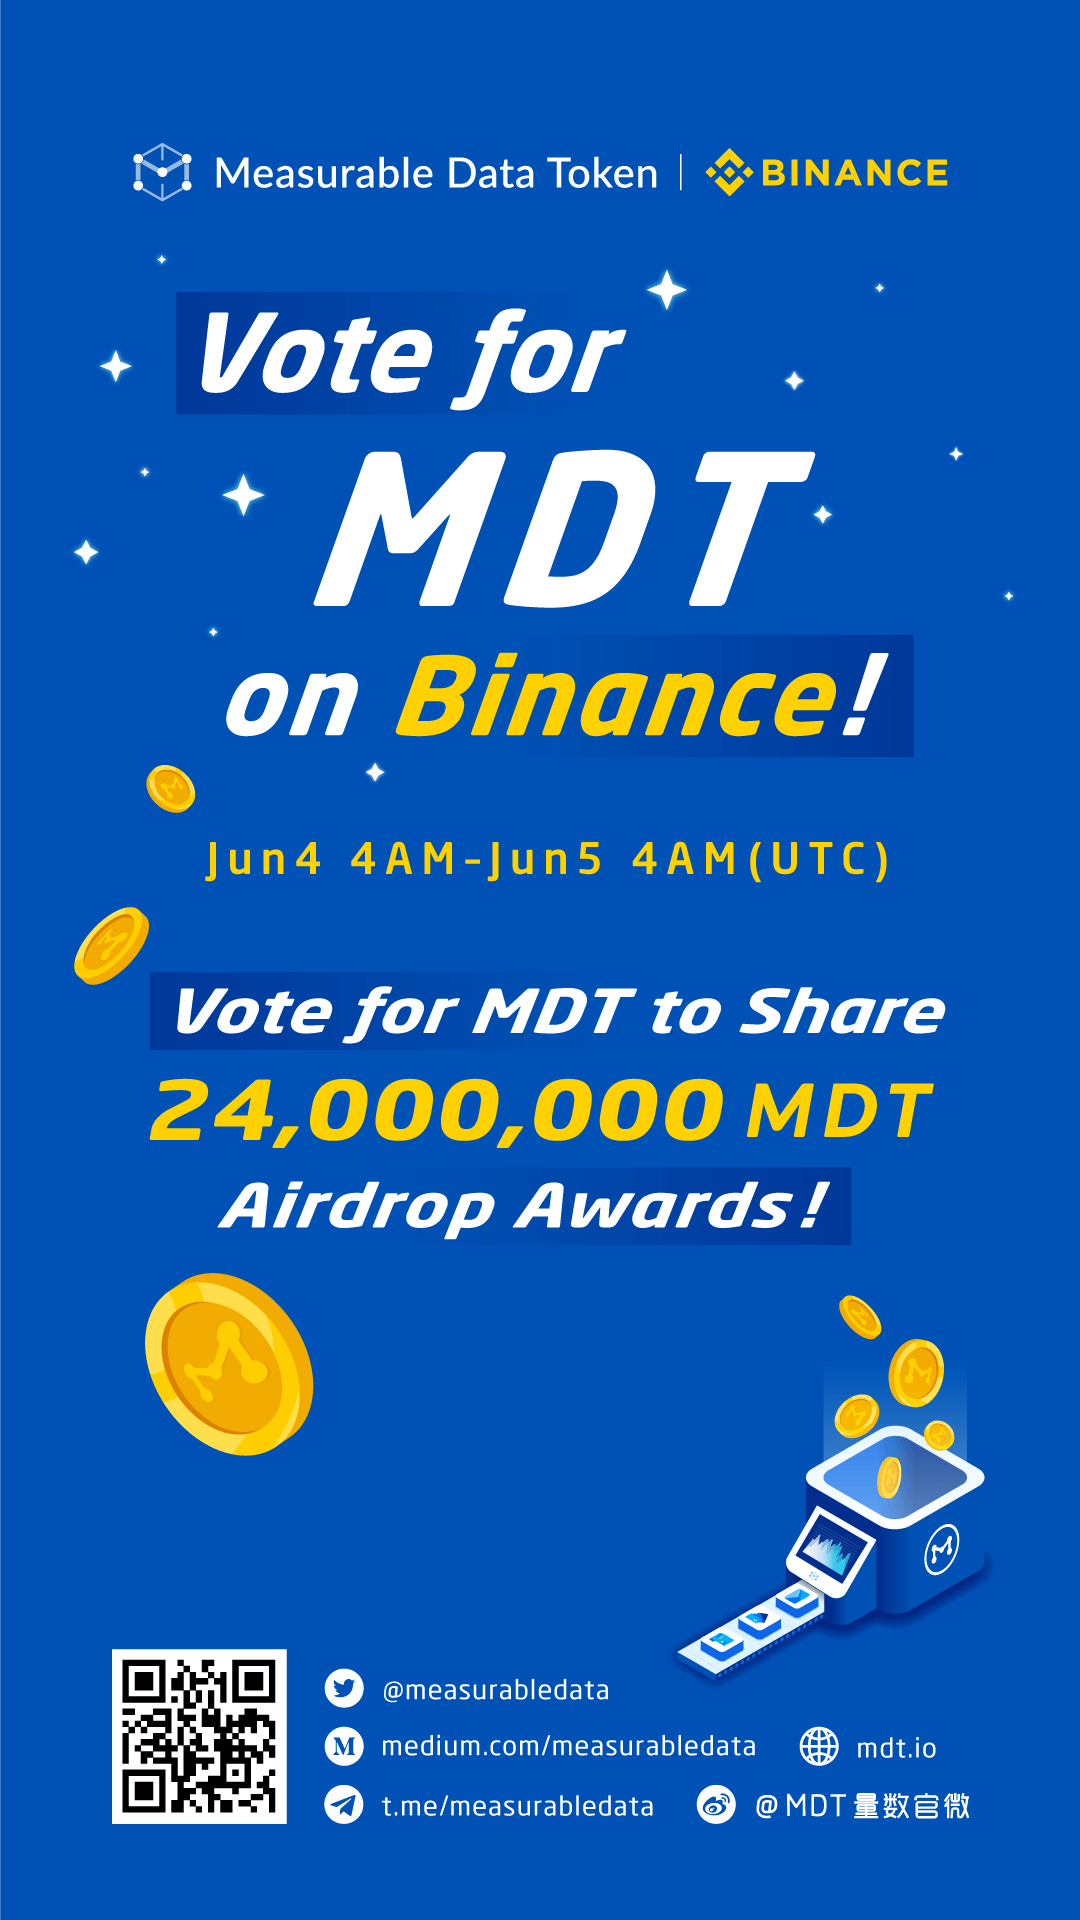 Measurable Data Token | BINANCE
Vote for
MDT
on Binance!
Jun4 4AM-Jun5 4AM(UTC)
Vote for MDT to Share
24,000,000 MDT
Airdrop Awards!
@measurabledata
medium.com/measurabledata
mdt.io
t.me/measurabledata
@MDT量数官微